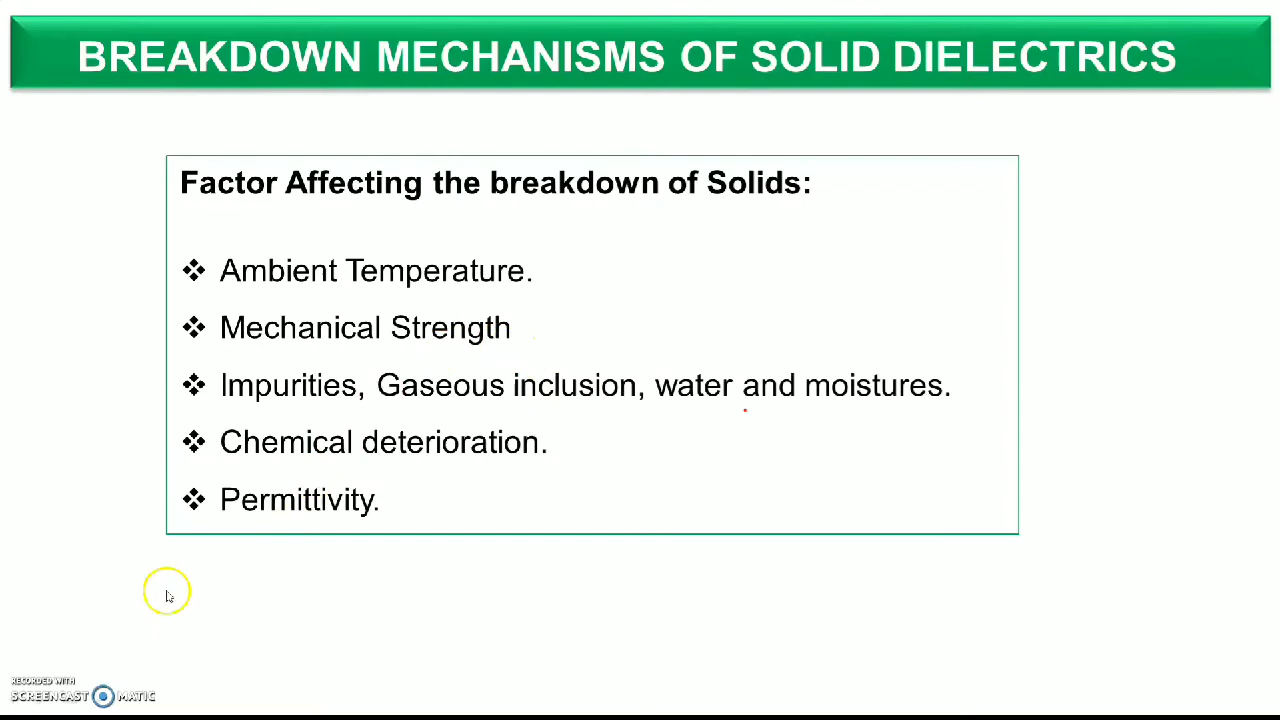 BREAKDOWN MECHANISMS OF SOLID DIELECTRICS
Factor Affecting the breakdown of Solids:
❖ Ambient Temperature.
❖ Mechanical Strength
❖ Impurities, Gaseous inclusion, water and moistures.
❖ Chemical deterioration.
❖ Permittivity.
RECORDED WITH
SCREENCAST MATIC